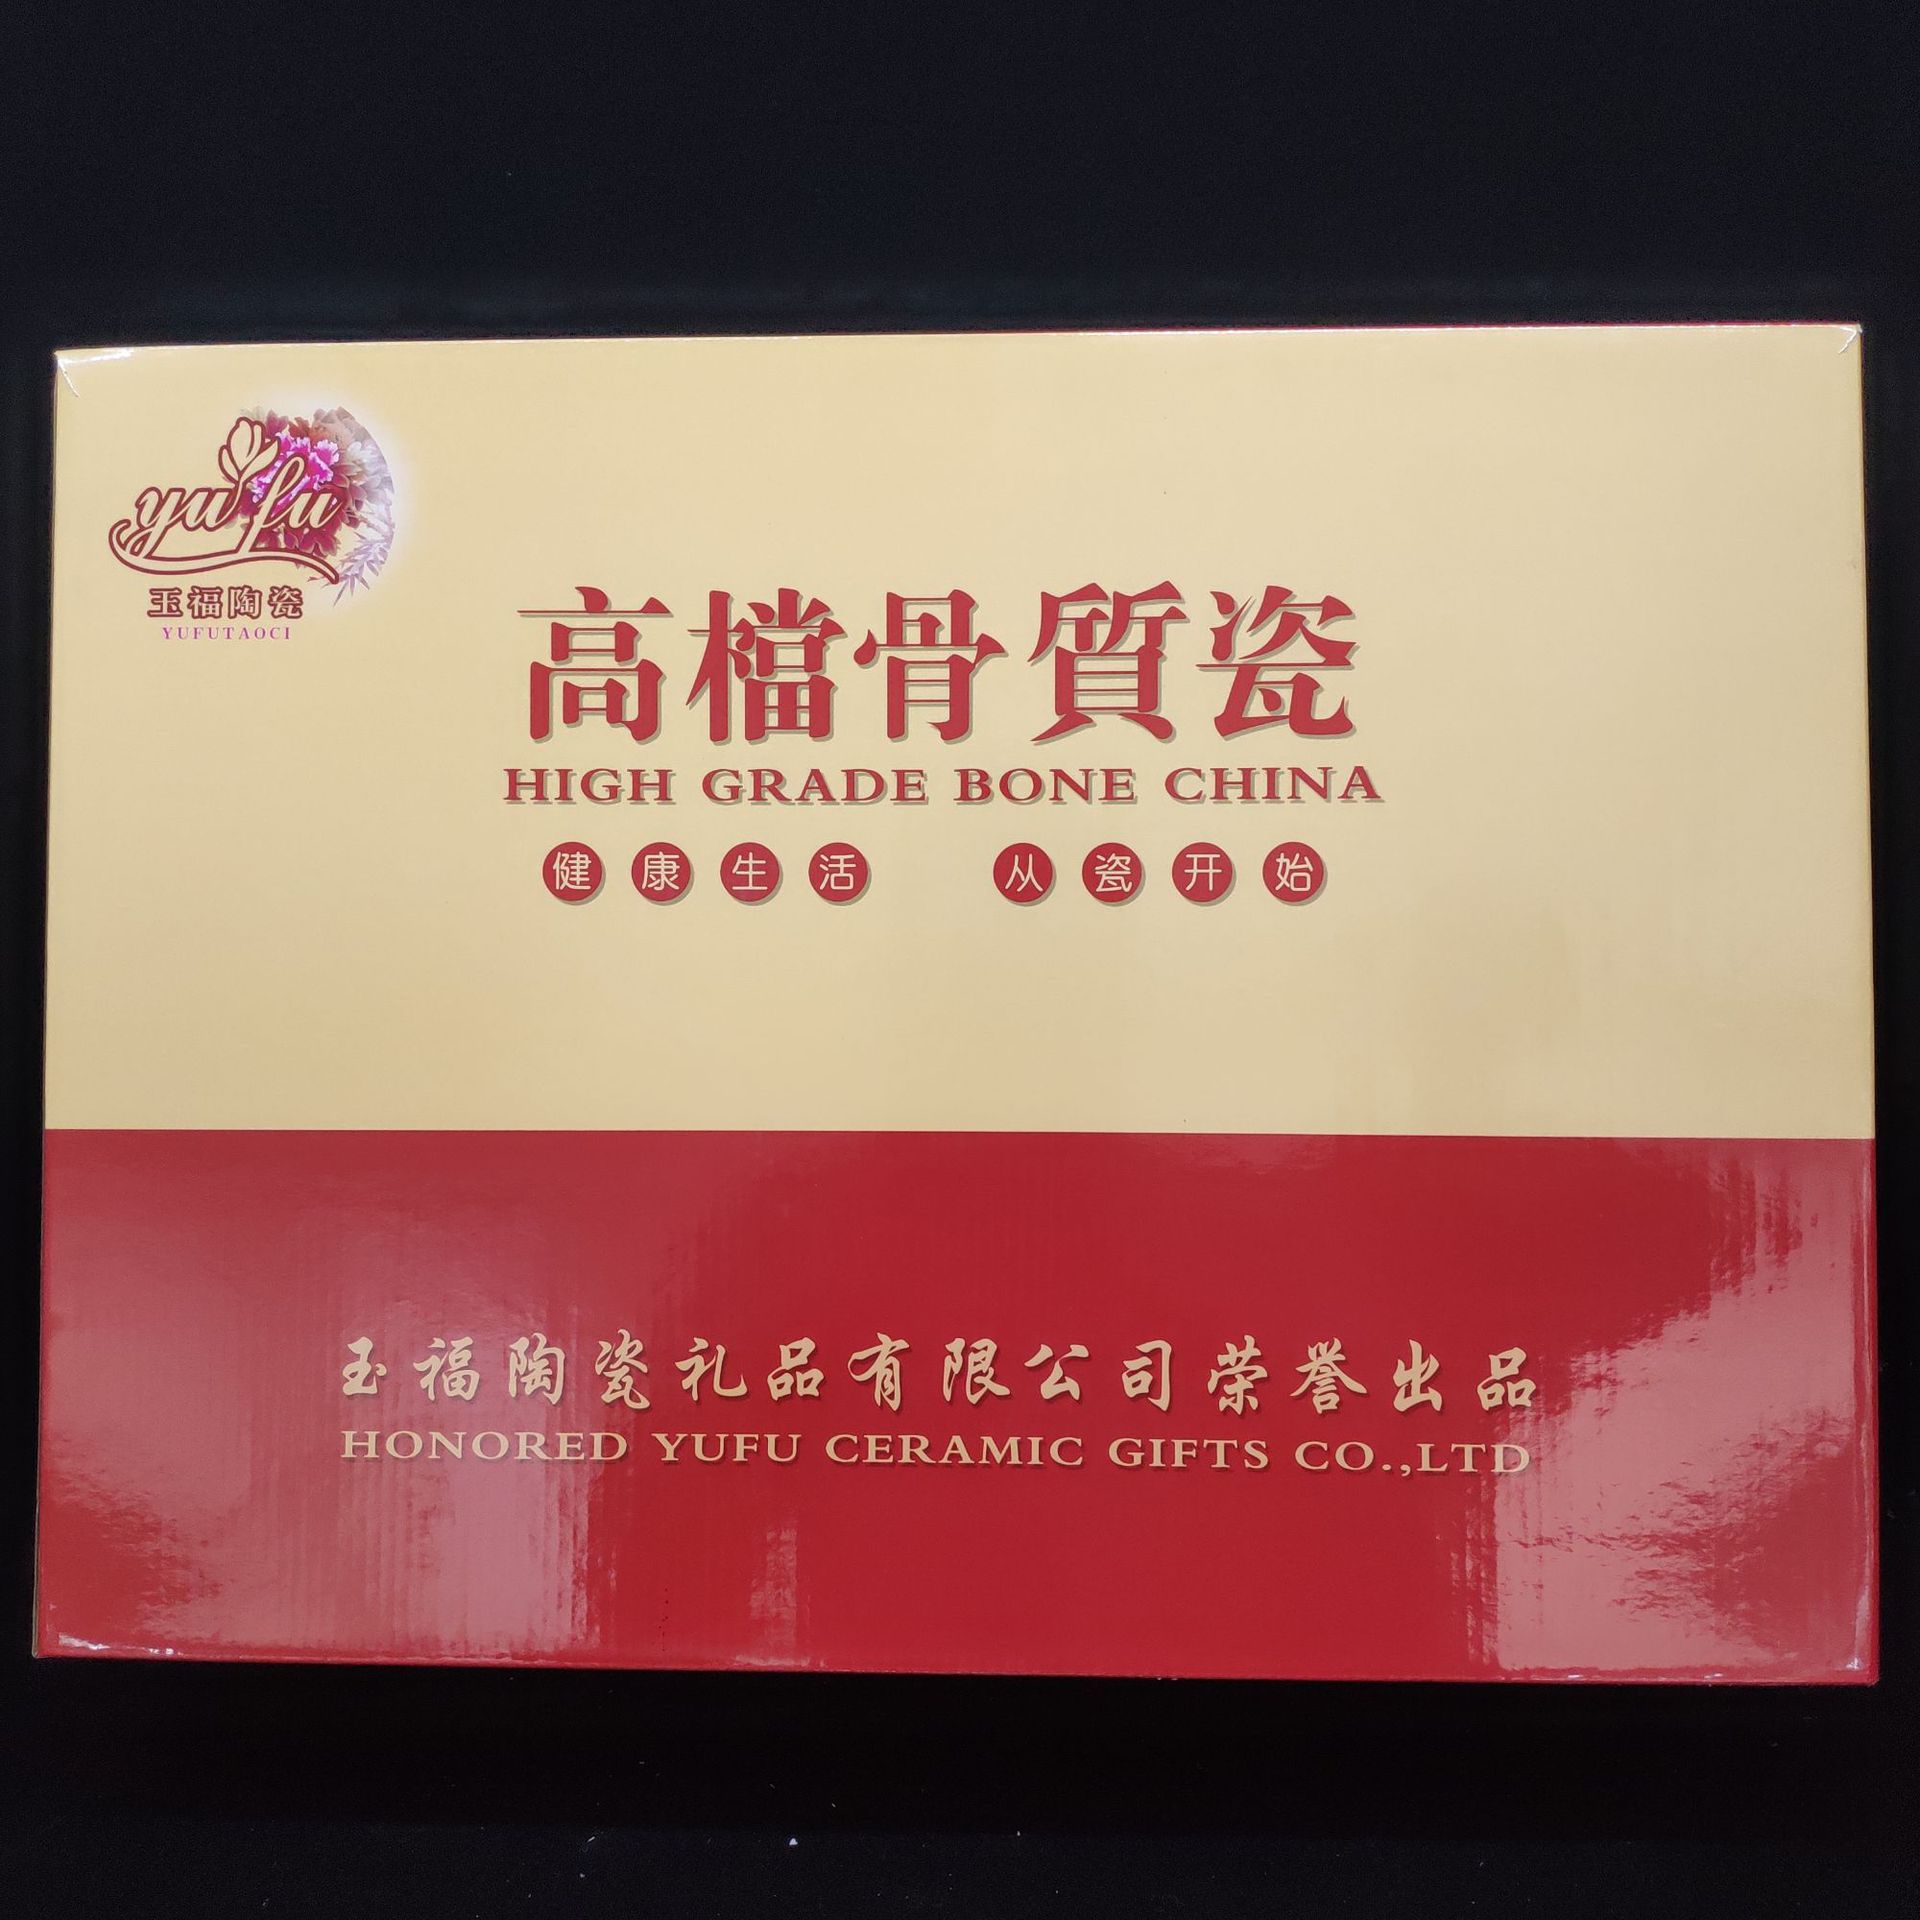 yu fu
玉福陶瓷
YUFUTAOCI
高檔骨質瓷
HIGH GRADE BONE CHINA
健康生活 从瓷开始
玉福陶瓷礼品有限公司荣誉出品
HONORED YUFU CERAMIC GIFTS CO.,LTD